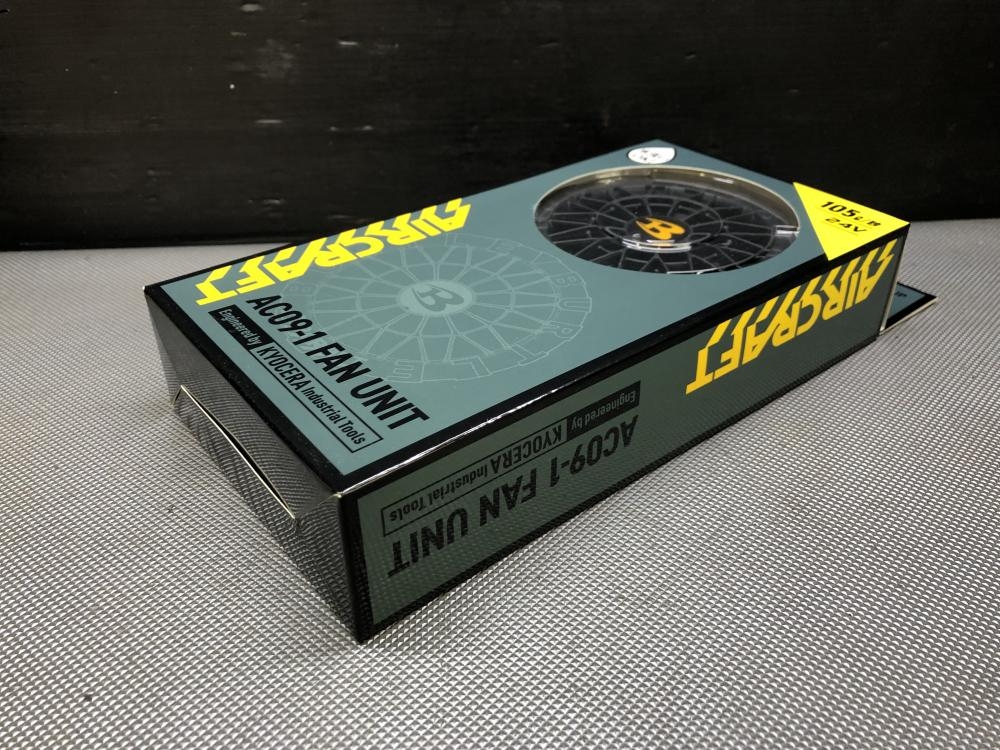 AIRCRAFT
AC09-1 FAN UNIT
Engineered by KYOCERA Industrial Tools
B
BURTLE
B
24V
AIRCRAFT
AC09-1 FAN UNIT
Engineered by KYOCERA Industrial Tools